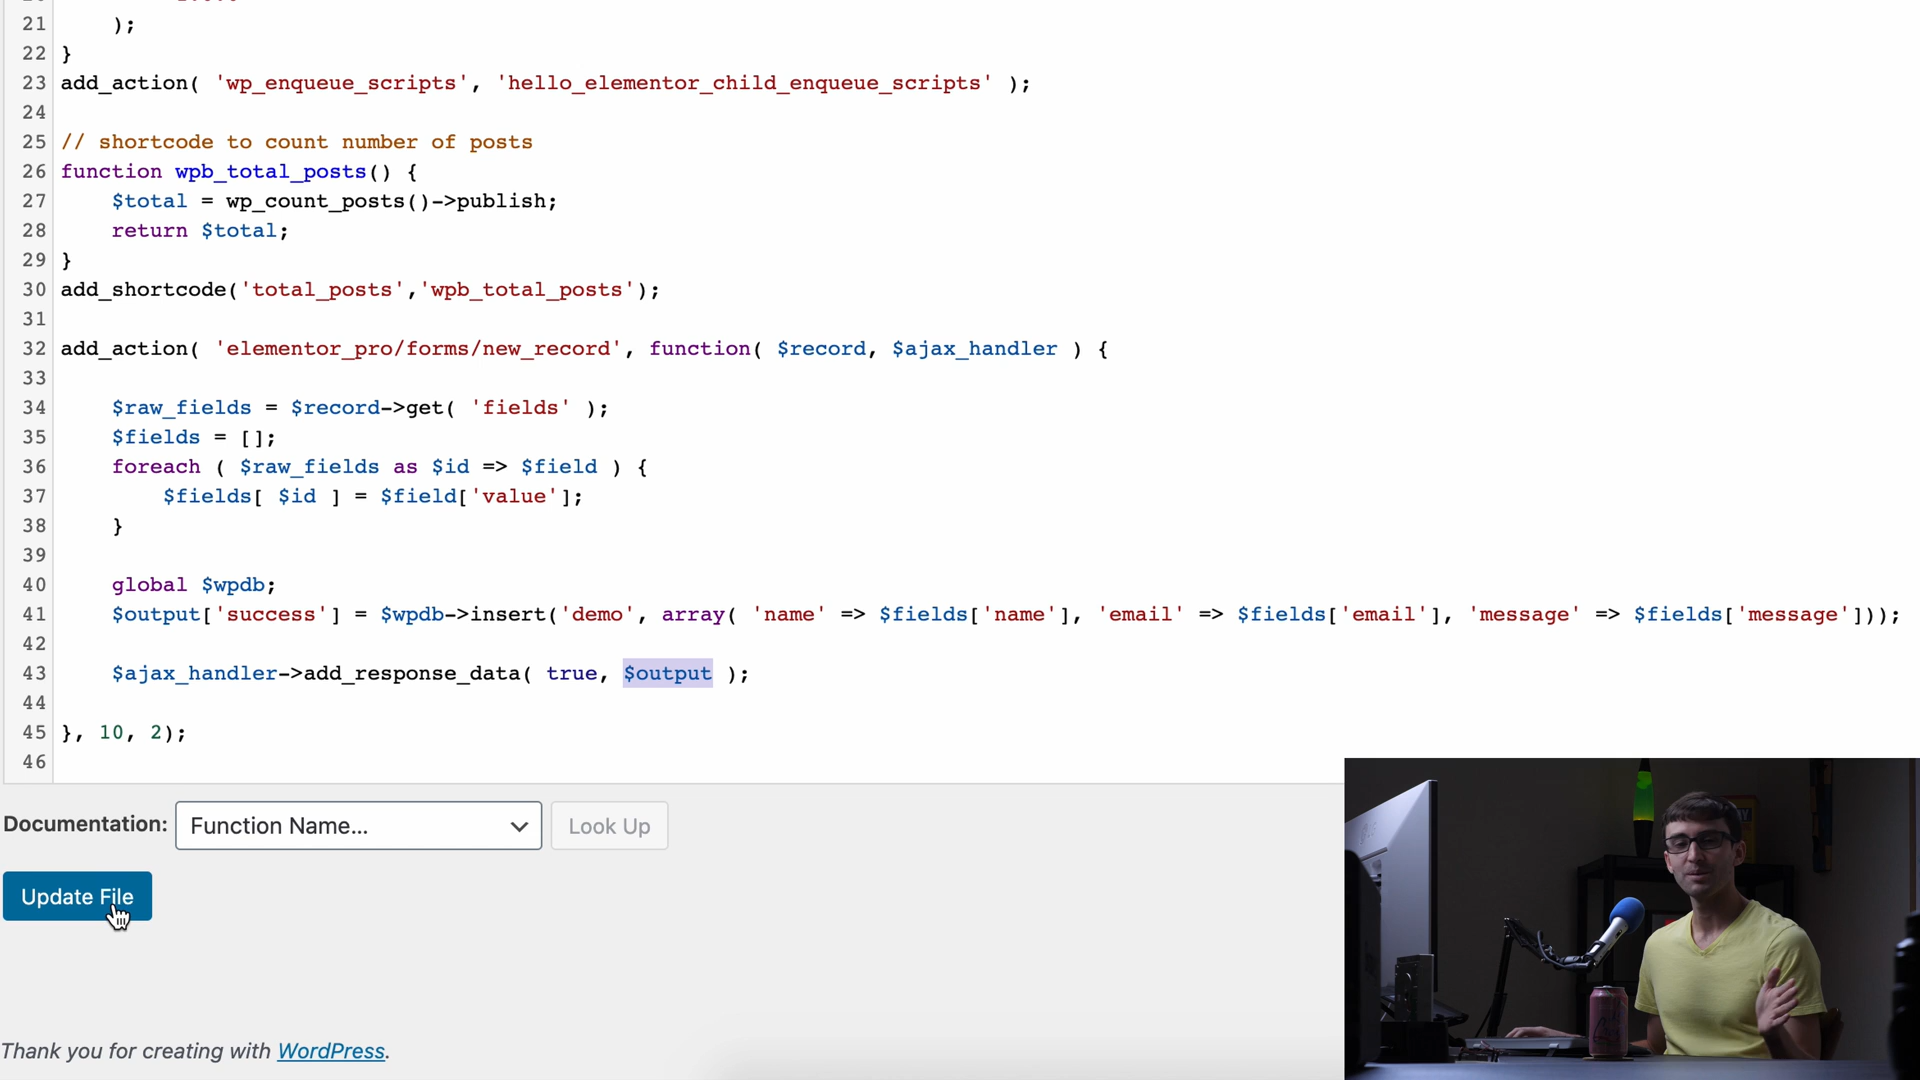 21 );
22 }
23 add_action( 'wp_enqueue_scripts', 'hello_elementor_child_enqueue_scripts' );
24
25 // shortcode to count number of posts
26 function wpb_total_posts() {
27 $total = wp_count_posts()->publish;
28 return $total;
29 }
30 add_shortcode('total_posts','wpb_total_posts');
31
32 add_action( 'elementor_pro/forms/new_record', function( $record, $ajax_handler ) {
33
34 $raw_fields = $record->get( 'fields' );
35 $fields = [];
36 foreach ( $raw_fields as $id => $field ) {
37 $fields[ $id ] = $field['value'];
38 }
39
40 global $wpdb;
41 $output['success'] = $wpdb->insert('demo', array( 'name' => $fields['name'], 'email' => $fields['email'], 'message' => $fields['message']));
42
43 $ajax_handler->add_response_data( true, $output );
44
45 }, 10, 2);
46
Documentation: Function Name... Look Up
Update File
Thank you for creating with WordPress.